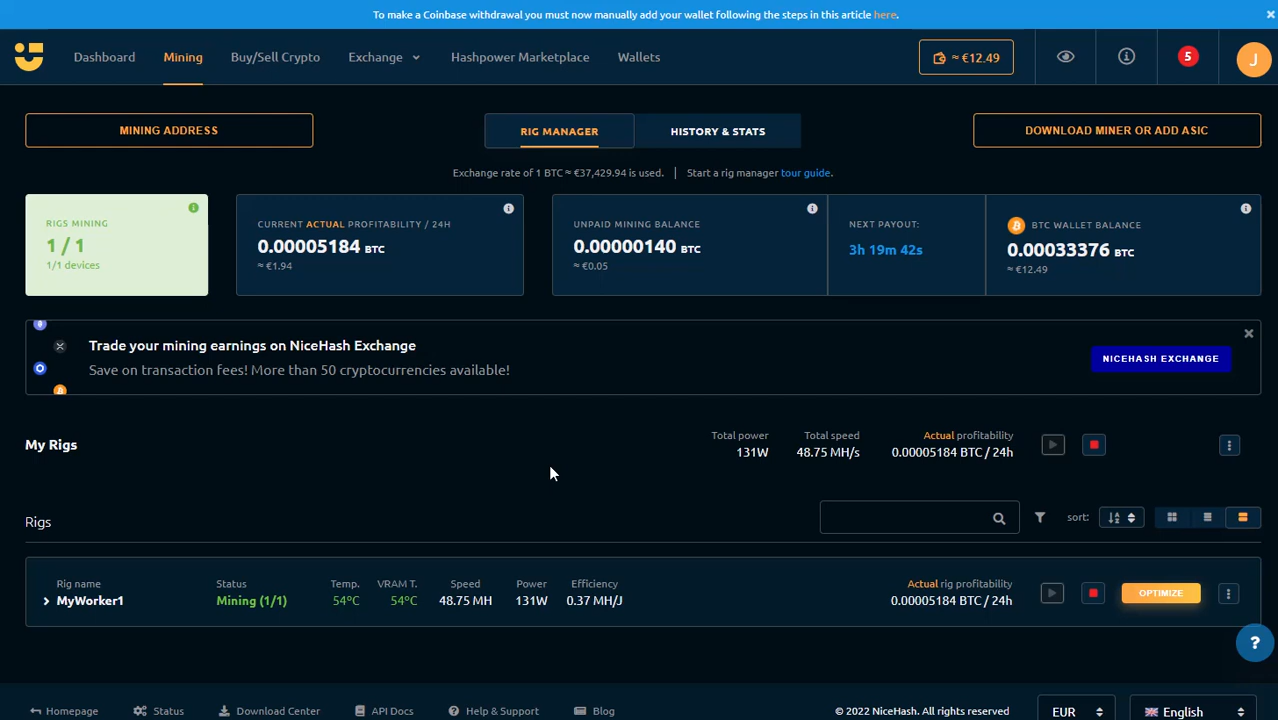 To make a Coinbase withdrawal you must now manually add your wallet following the steps in this article here.
Dashboard Mining Buy/Sell Crypto Exchange Hashpower Marketplace Wallets ≈ €12.49 5 J
MINING ADDRESS RIG MANAGER HISTORY & STATS DOWNLOAD MINER OR ADD ASIC
Exchange rate of 1 BTC ≈ €37,429.94 is used. | Start a rig manager tour guide.
RIGS MINING
1 / 1
1/1 devices
CURRENT ACTUAL PROFITABILITY / 24H
0.00005184 BTC
≈ €1.94
UNPAID MINING BALANCE
0.00000140 BTC
≈ €0.05
NEXT PAYOUT:
3h 19m 42s
BTC WALLET BALANCE
0.00033376 BTC
≈ €12.49
Trade your mining earnings on NiceHash Exchange
Save on transaction fees! More than 50 cryptocurrencies available!
NICEHASH EXCHANGE
My Rigs
Total power Total speed Actual profitability
131W 48.75 MH/s 0.00005184 BTC / 24h
Rigs sort:
Rig name Status Temp. VRAM T. Speed Power Efficiency Actual rig profitability
MyWorker1 Mining (1/1) 54°C 54°C 48.75 MH 131W 0.37 MH/J 0.00005184 BTC / 24h OPTIMIZE
?
Homepage Status Download Center API Docs Help & Support Blog © 2022 NiceHash. All rights reserved EUR English